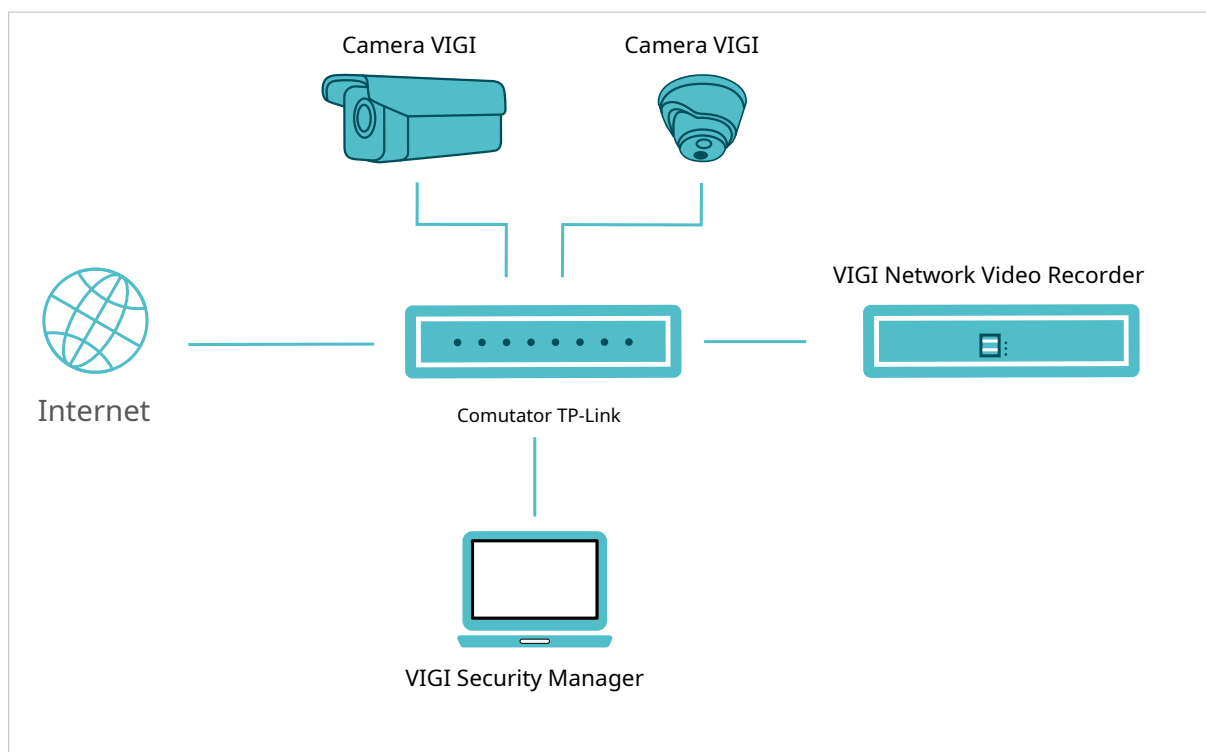 Camera VIGI
Camera VIGI
VIGI Network Video Recorder
Internet
Comutator TP-Link
VIGI Security Manager